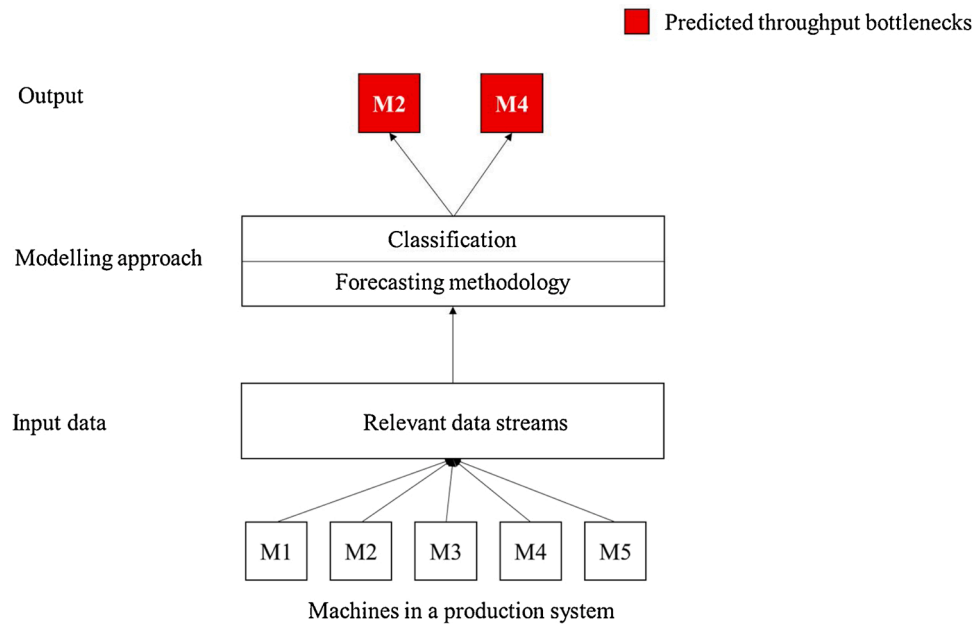 Predicted throughput bottlenecks
Output
M2
M4
Classification
Modelling approach
Forecasting methodology
Input data
Relevant data streams
M1
M2
M3
M4
M5
Machines in a production system